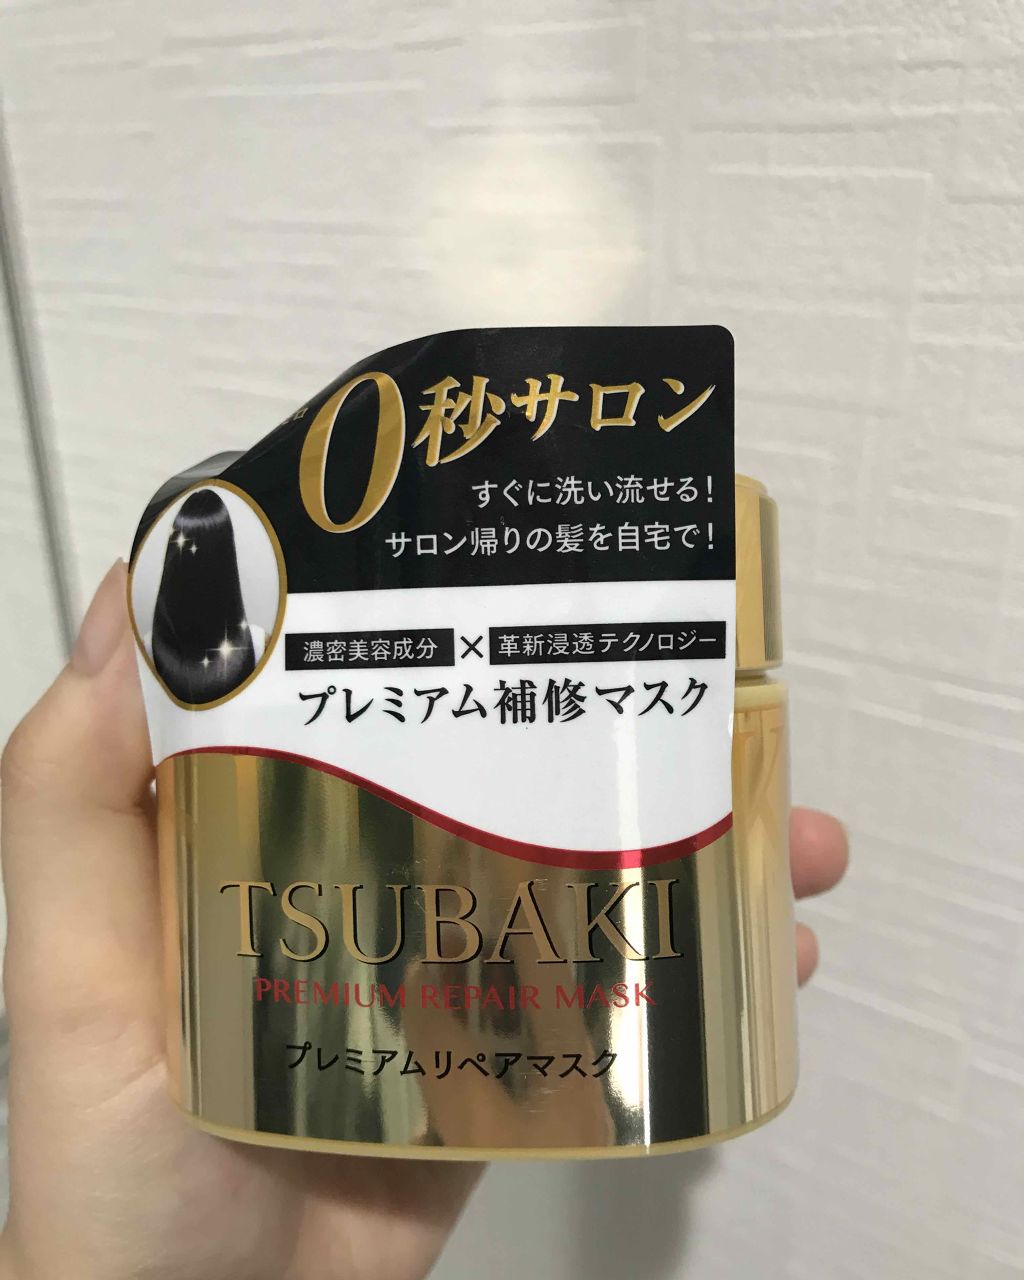 0秒サロン
すぐに洗い流せる!
サロン帰りの髪を自宅で!
濃密美容成分×革新浸透テクノロジー
プレミアム補修マスク
TSUBAKI
PREMIUM REPAIR MASK
プレミアムリペアマスク